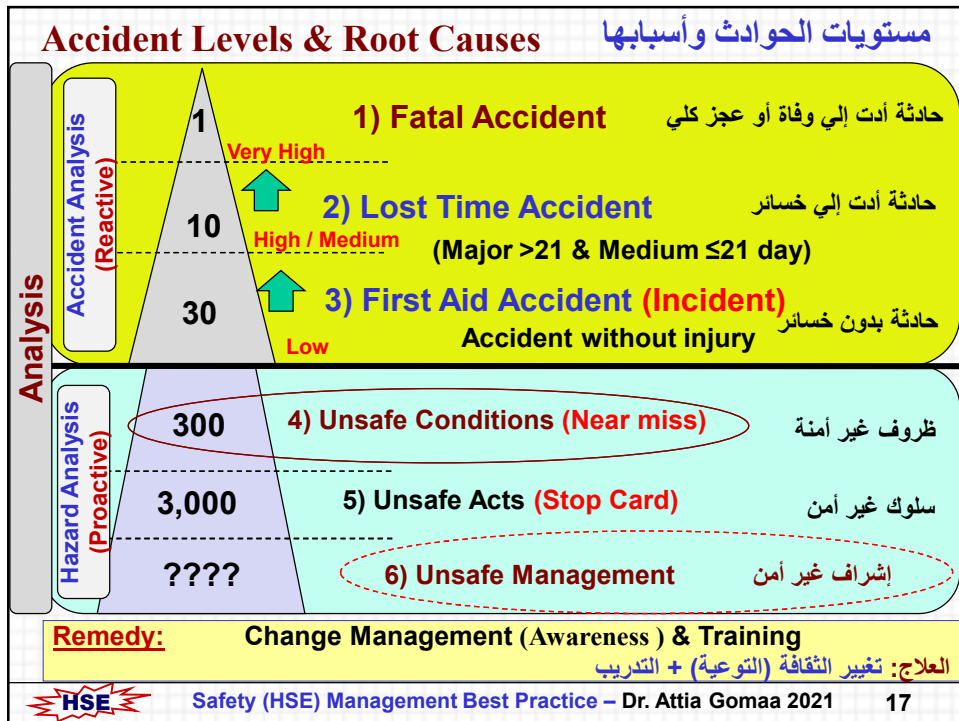 Accident Levels & Root Causes
مستويات الحوادث وأسبابها
Analysis
Accident Analysis
(Reactive)
1
1) Fatal Accident
حادثة أدت إلي وفاة أو عجز كلي
Very High
10
2) Lost Time Accident
حادثة أدت إلي خسائر
High / Medium
(Major >21 & Medium ≤21 day)
30
3) First Aid Accident (Incident)
Accident without injury
حادثة بدون خسائر
Low
Hazard Analysis
(Proactive)
300
4) Unsafe Conditions (Near miss)
ظروف غير أمنة
3,000
5) Unsafe Acts (Stop Card)
سلوك غير أمن
????
6) Unsafe Management
إشراف غير أمن
Remedy: Change Management (Awareness ) & Training
العلاج: تغيير الثقافة (التوعية) + التدريب
HSE
Safety (HSE) Management Best Practice – Dr. Attia Gomaa 2021
17